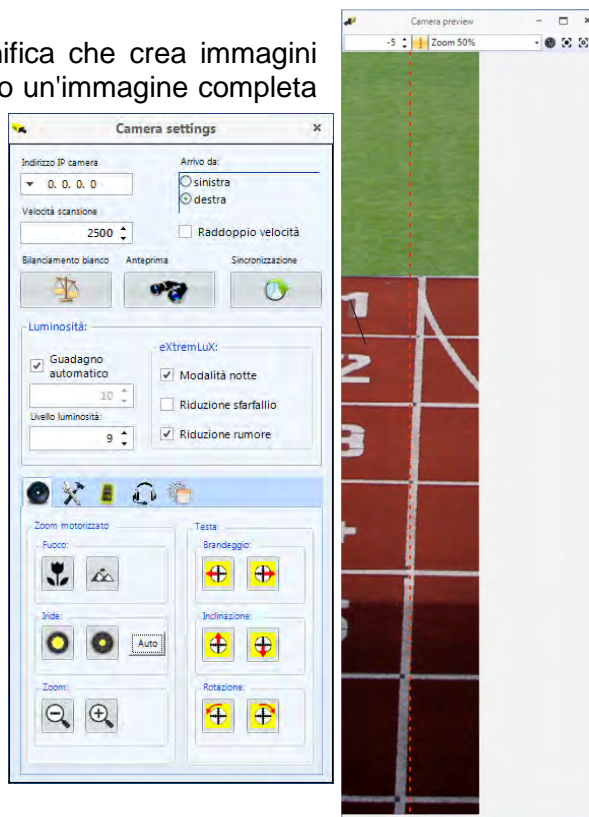 nifica che crea immagini
o un'immagine completa
Camera settings
Indirizzo IP camera
0. 0. 0. 0
Arrivo da:
sinistra
destra
Velocità scansione
2500
Raddoppio velocità
Bilanciamento bianco
Anteprima
Sincronizzazione
Luminosità:
Guadagno
automatico
10
Livello luminosità:
9
eXtremLuX:
Modalità notte
Riduzione sfarfallio
Riduzione rumore
Zoom motorizzato
Fuoco:
Iride:
Auto
Zoom:
Testa:
Brandeggio:
Inclinazione:
Rotazione:
Camera preview
-5
Zoom 50%
1
2
3